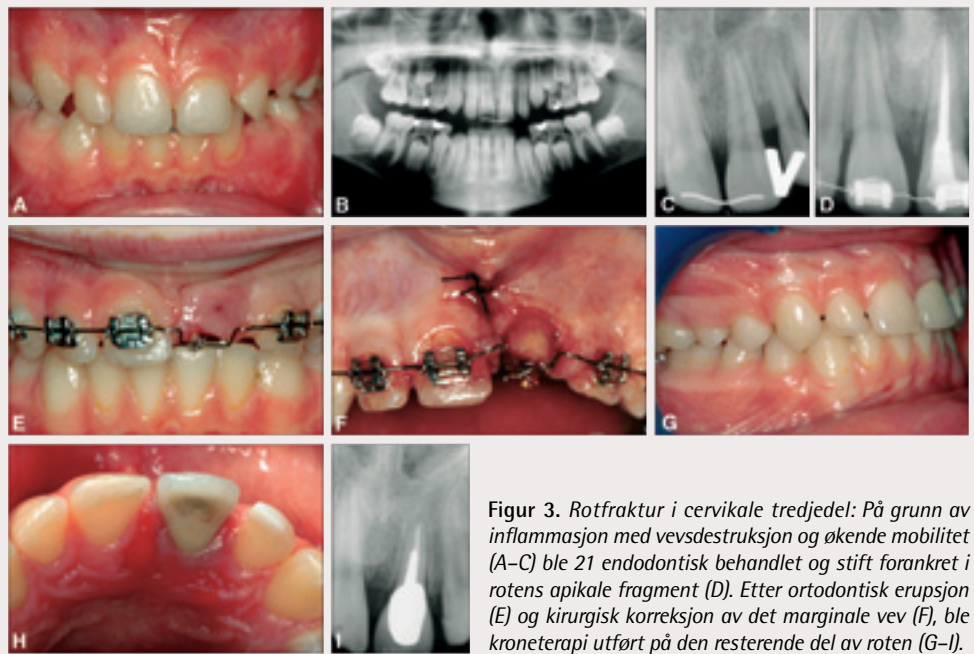 A
B
C
D
E
F
G
H
I
Figur 3. Rotfraktur i cervikale tredjedel: På grunn av
inflammasjon med vevsdestruksjon og økende mobilitet
(A–C) ble 21 endodontisk behandlet og stift forankret i
rotens apikale fragment (D). Etter ortodontisk erupsjon
(E) og kirurgisk korreksjon av det marginale vev (F), ble
kroneterapi utført på den resterende del av roten (G–I).